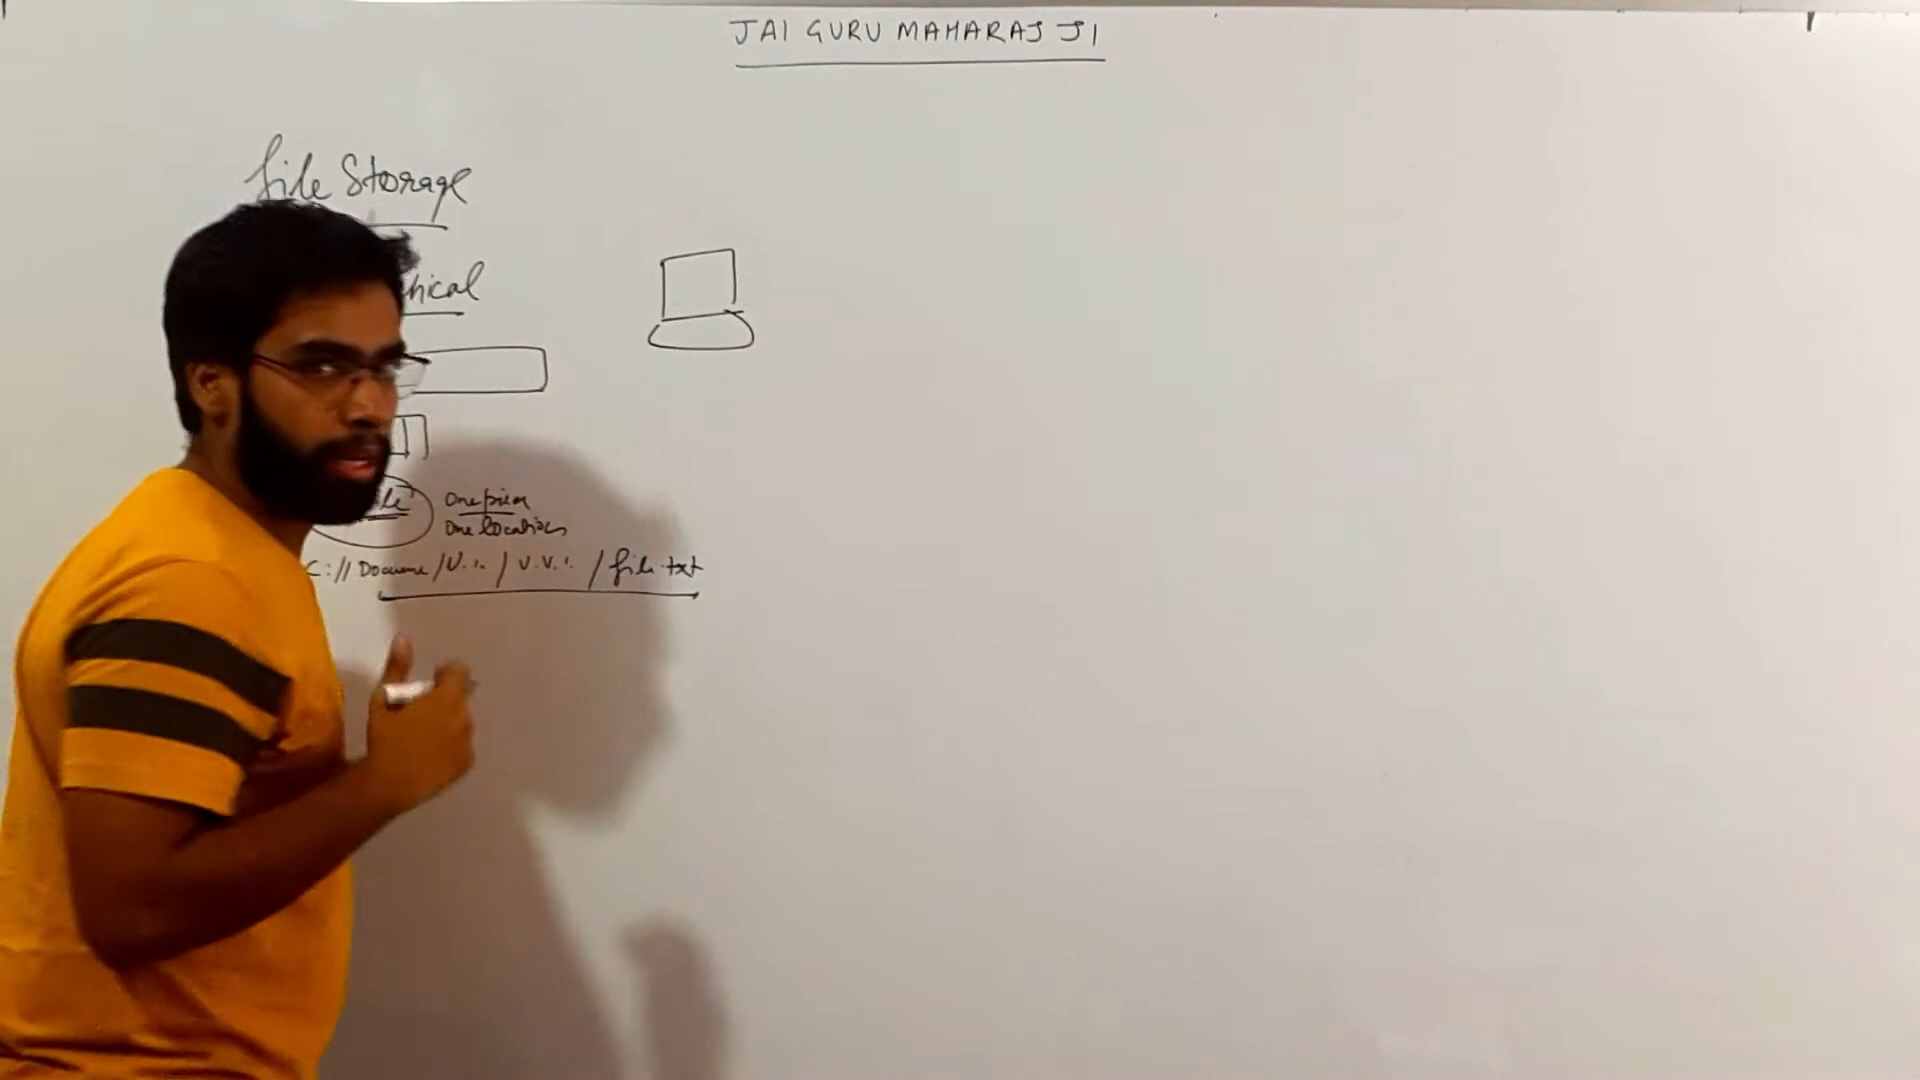 JAI GURU MAHARAJ JI
file Storage
hical
one piece
one location
C://Docume/V.i./V.V.i./file.txt